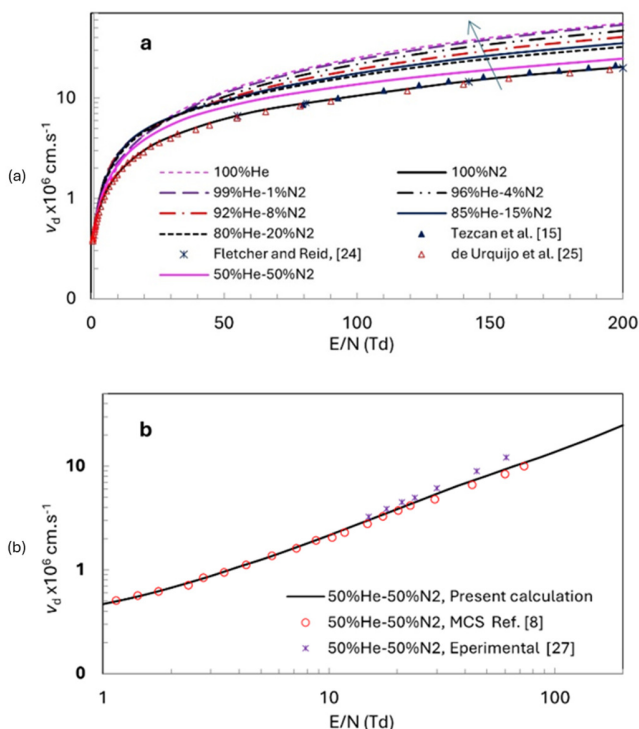 a
10
1
0
v_d x10⁶ cm.s⁻¹
(a)
100%He
100%N2
99%He-1%N2
96%He-4%N2
92%He-8%N2
85%He-15%N2
80%He-20%N2
Tezcan et al. [15]
Fletcher and Reid, [24]
de Urquijo et al. [25]
50%He-50%N2
0 50 100 150 200
E/N (Td)
b
10
1
0
v_d x10⁶ cm.s⁻¹
(b)
50%He-50%N2, Present calculation
50%He-50%N2, MCS Ref. [8]
50%He-50%N2, Eperimental [27]
1 10 100
E/N (Td)